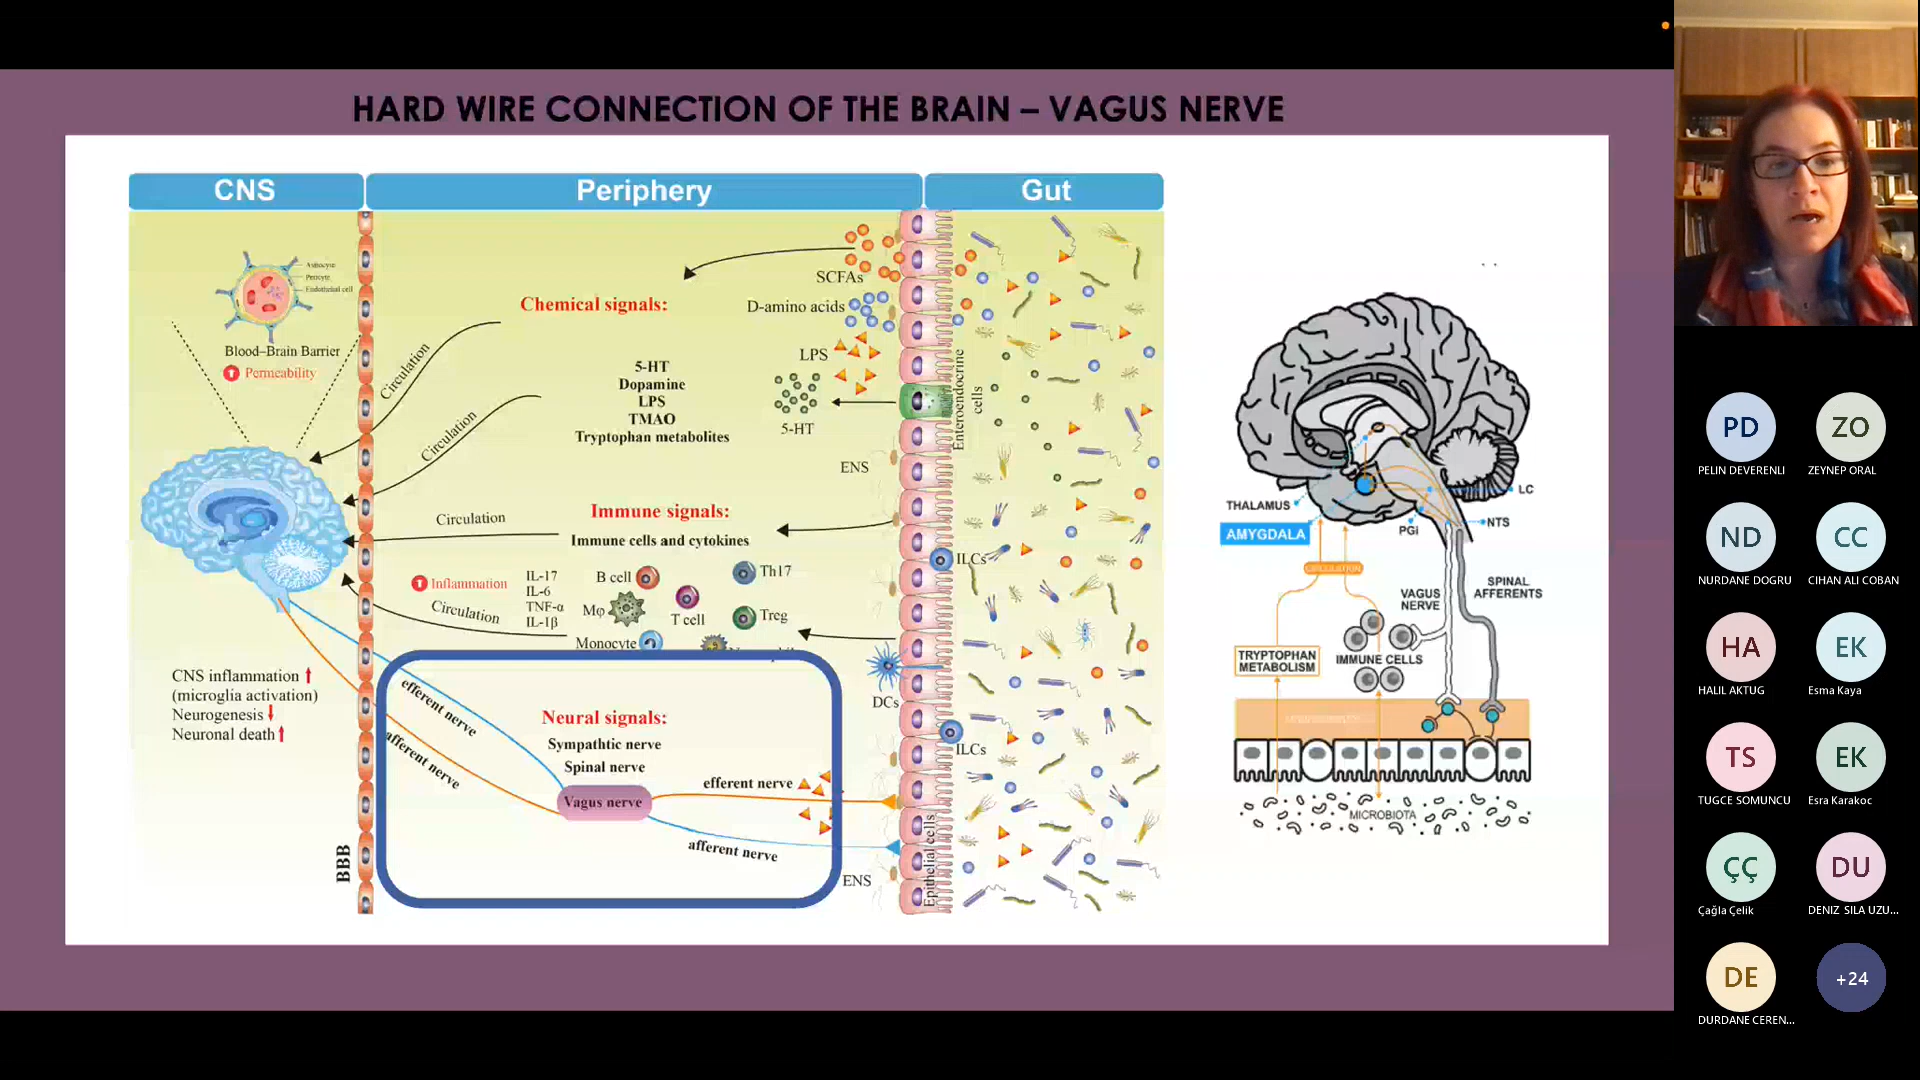 HARD WIRE CONNECTION OF THE BRAIN – VAGUS NERVE
CNS
Periphery
Gut
Astrocyte
Pericyte
Endothelial cell
Blood–Brain Barrier
Permeability
Circulation
Circulation
Chemical signals:
5-HT
Dopamine
LPS
TMAO
Tryptophan metabolites
SCFAs
D-amino acids
LPS
5-HT
ENS
Enteroendocrine
cells
Immune signals:
Immune cells and cytokines
Circulation
Inflammation
Circulation
IL-17
IL-6
TNF-α
IL-1β
B cell
Mφ
Monocyte
T cell
Th17
Treg
ILCs
DCs
ILCs
CNS inflammation
(microglia activation)
Neurogenesis
Neuronal death
BBB
efferent nerve
afferent nerve
Neural signals:
Sympathtic nerve
Spinal nerve
Vagus nerve
efferent nerve
afferent nerve
ENS
Epithelial cells
THALAMUS
AMYGDALA
LC
NTS
PGi
CIRCULATION
VAGUS
NERVE
SPINAL
AFFERENTS
TRYPTOPHAN
METABOLISM
IMMUNE CELLS
MICROBIOTA
PD
PELIN DEVERENLI
ZO
ZEYNEP ORAL
ND
NURDANE DOGRU
CC
CIHAN ALI COBAN
HA
HALIL AKTUG
EK
Esma Kaya
TS
TUGCE SOMUNCU
EK
Esra Karakoc
ÇÇ
Çağla Çelik
DU
DENIZ SILA UZU...
DE
DURDANE CEREN...
+24